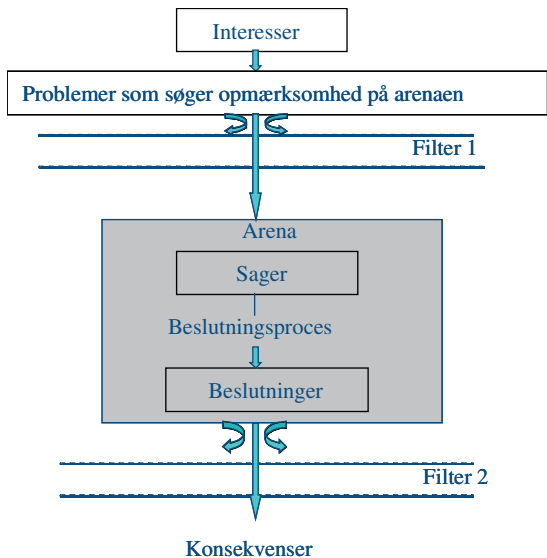 Interesser
Problemer som søger opmærksomhed på arenaen
Filter 1
Arena
Sager
Beslutningsproces
Beslutninger
Filter 2
Konsekvenser